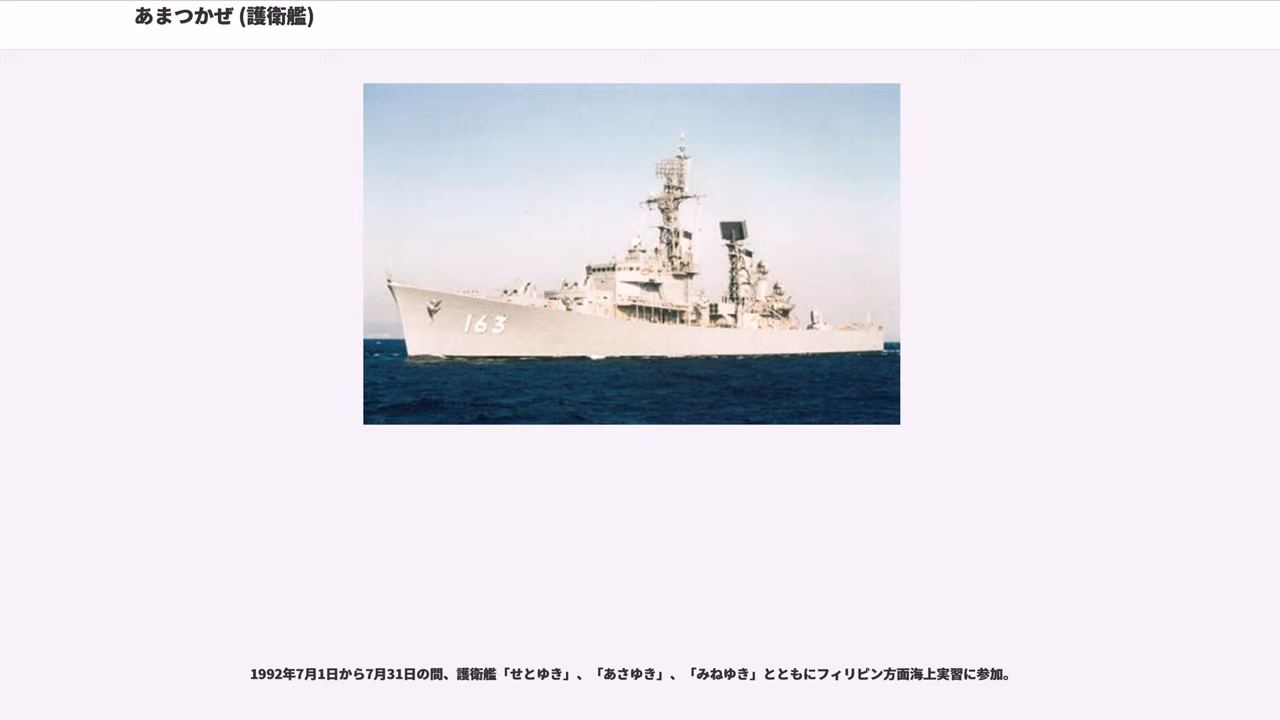 あまつかぜ (護衛艦)
163
1992年7月1日から7月31日の間、護衛艦「せとゆき」、「あさゆき」、「みねゆき」とともにフィリピン方面海上実習に参加。